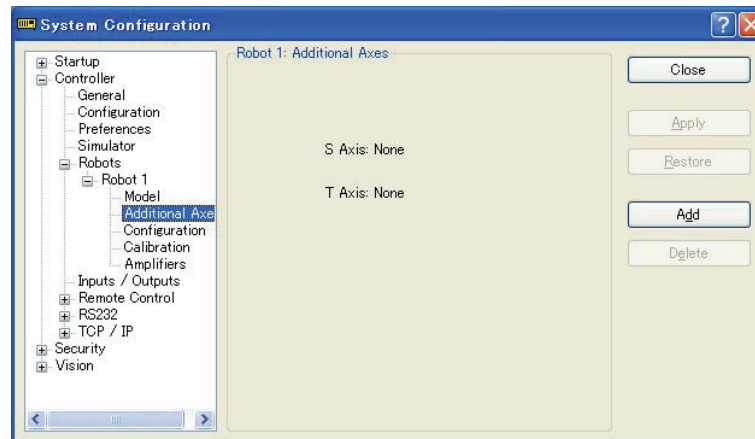 System Configuration
Startup
Controller
General
Configuration
Preferences
Simulator
Robots
Robot 1
Model
Additional Axe
Configuration
Calibration
Amplifiers
Inputs / Outputs
Remote Control
RS232
TCP / IP
Security
Vision
Robot 1: Additional Axes
S Axis: None
T Axis: None
Close
Apply
Restore
Add
Delete